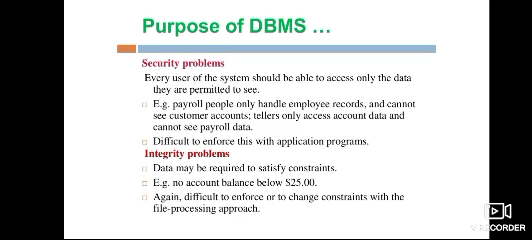 Purpose of DBMS …
Security problems
Every user of the system should be able to access only the data
they are permitted to see.
E.g. payroll people only handle employee records, and cannot
see customer accounts; tellers only access account data and
cannot see payroll data.
Difficult to enforce this with application programs.
Integrity problems
Data may be required to satisfy constraints.
E.g. no account balance below $25.00.
Again, difficult to enforce or to change constraints with the
file-processing approach.
RECORDER